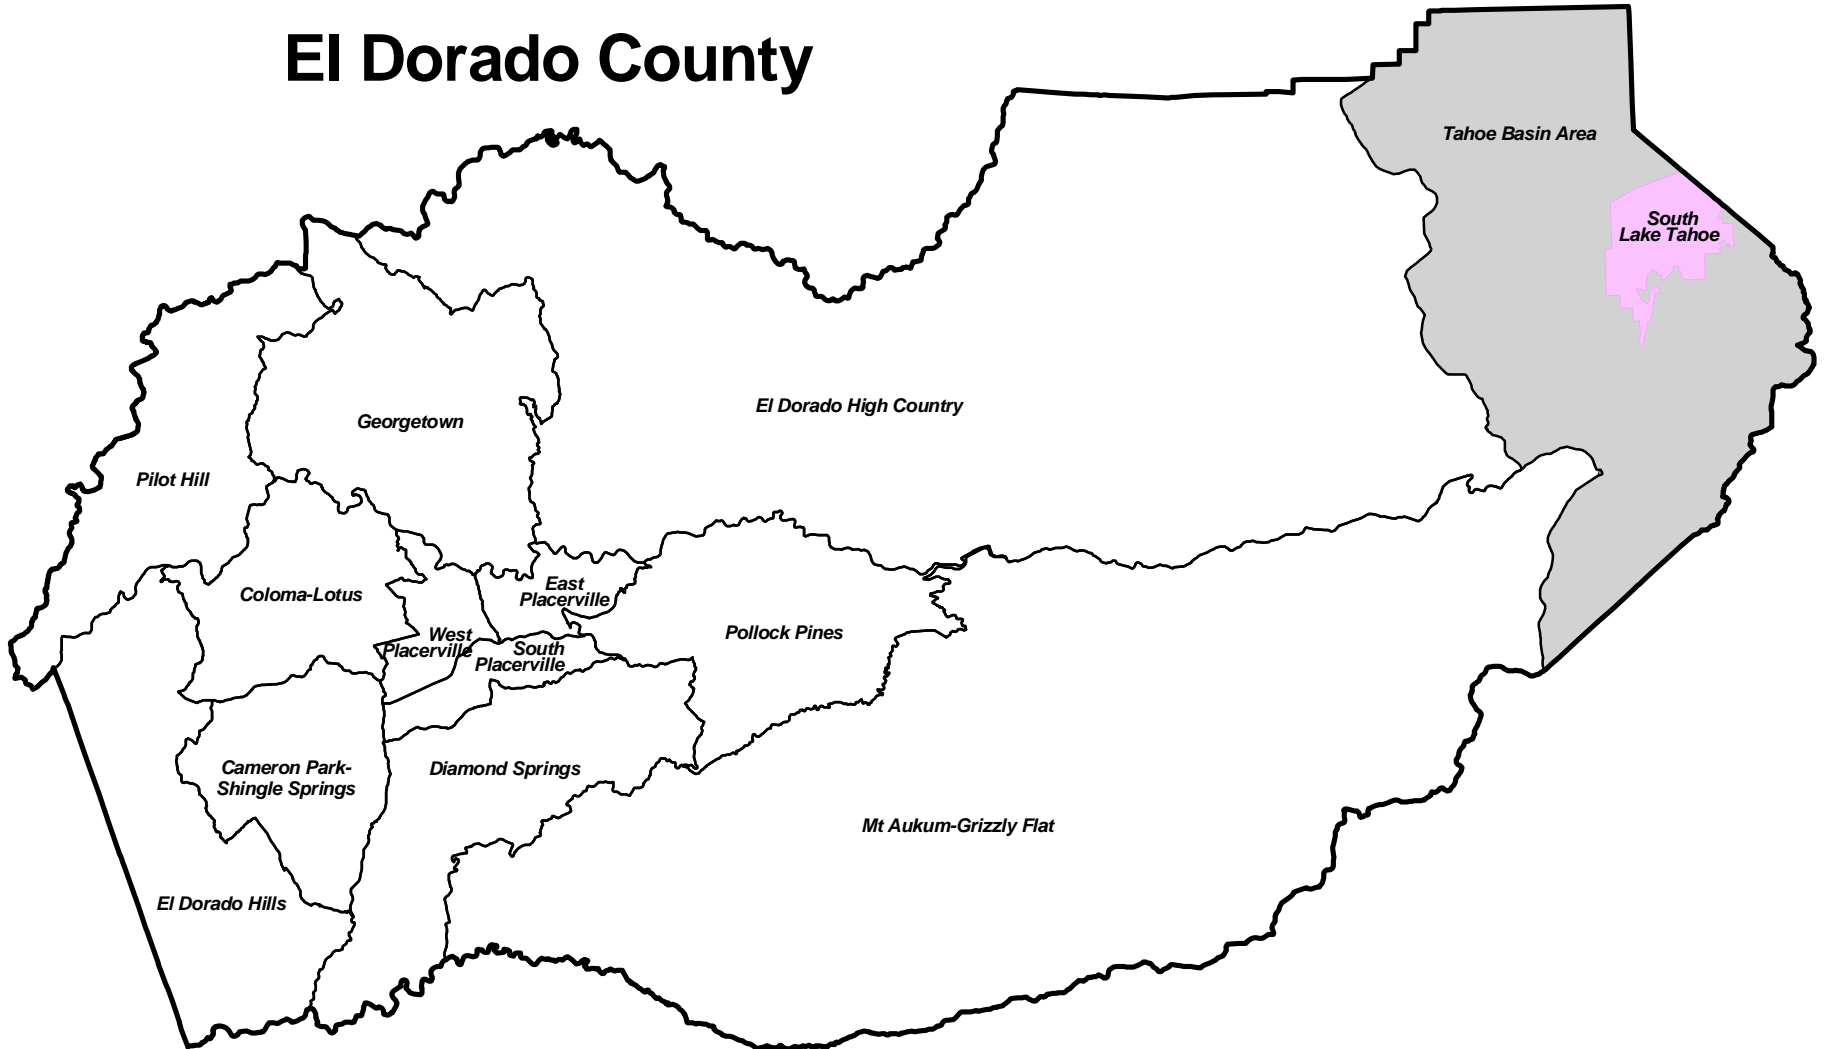 El Dorado County
Tahoe Basin Area
South
Lake Tahoe
El Dorado High Country
Georgetown
Pilot Hill
East
Placerville
Coloma-Lotus
West
Placerville
South
Placerville
Pollock Pines
Cameron Park-
Shingle Springs
Diamond Springs
Mt Aukum-Grizzly Flat
El Dorado Hills